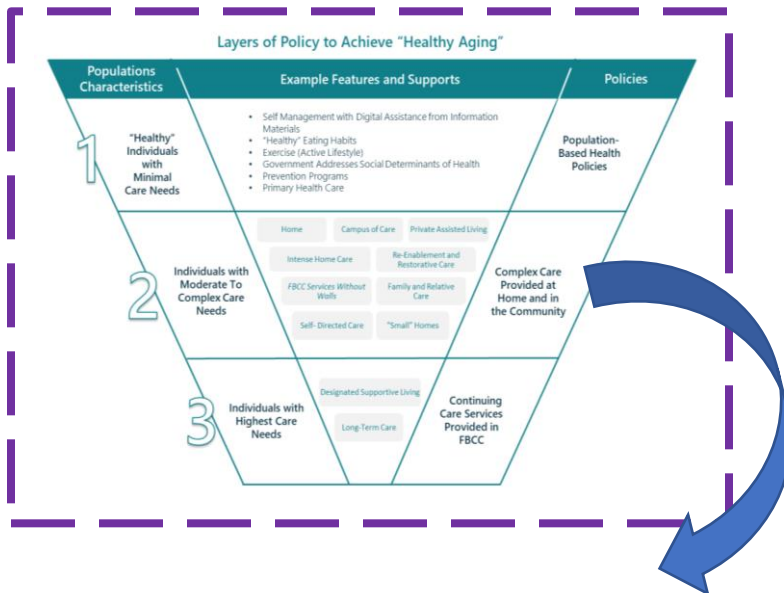 Layers of Policy to Achieve "Healthy Aging"
Populations
Characteristics
Example Features and Supports
Policies
1
"Healthy"
Individuals
with
Minimal
Care Needs
• Self Management with Digital Assistance from Information
Materials
• "Healthy" Eating Habits
• Exercise (Active Lifestyle)
• Government Addresses Social Determinants of Health
• Prevention Programs
• Primary Health Care
Population-
Based Health
Policies
2
Individuals with
Moderate To
Complex Care
Needs
Home
Campus of Care
Private Assisted Living
Intense Home Care
Re-Enablement and
Restorative Care
FBCC Services Without
Walls
Family and Relative
Care
Self- Directed Care
"Small" Homes
Complex Care
Provided at
Home and in
the Community
3
Individuals with
Highest Care
Needs
Designated Supportive Living
Long-Term Care
Continuing
Care Services
Provided in
FBCC